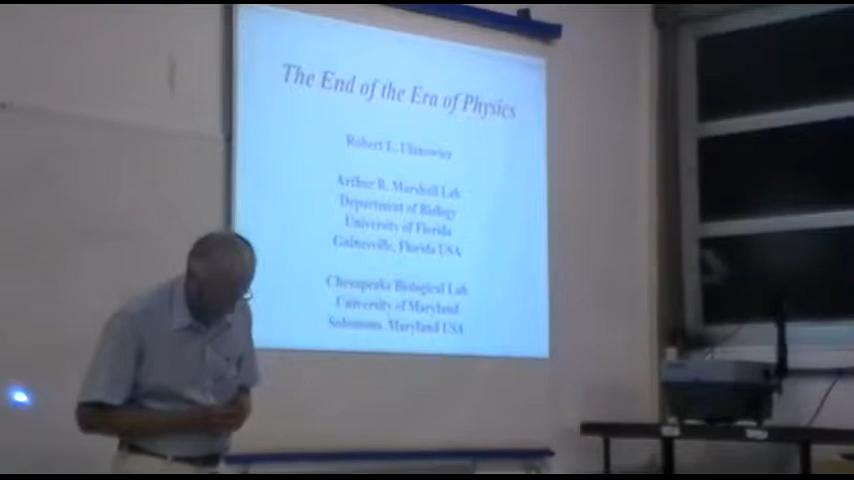 The End of the Era of Physics
Robert E. Ulanowicz
Arthur R. Marshall Lab
Department of Biology
University of Florida
Gainesville, Florida USA
Chesapeake Biological Lab
University of Maryland
Solomons, Maryland USA